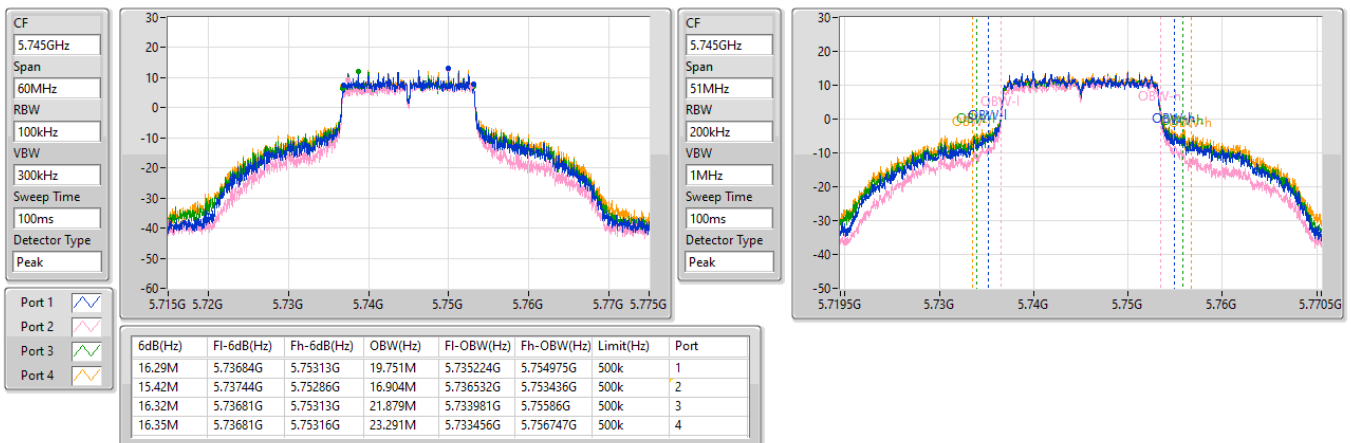 CF
5.745GHz
Span
60MHz
RBW
100kHz
VBW
300kHz
Sweep Time
100ms
Detector Type
Peak
30
20
10
0
-10
-20
-30
-40
-50
-60
5.715G 5.72G 5.73G 5.74G 5.75G 5.76G 5.77G 5.775G
CF
5.745GHz
Span
51MHz
RBW
200kHz
VBW
1MHz
Sweep Time
100ms
Detector Type
Peak
30
20
10
0
-10
-20
-30
-40
-50
OBW-l
OBW-h
OBW-l
5.7195G 5.73G 5.74G 5.75G 5.76G 5.7705G
Port 1
Port 2
Port 3
Port 4
6dB(Hz) Fl-6dB(Hz) Fh-6dB(Hz) OBW(Hz) Fl-OBW(Hz) Fh-OBW(Hz) Limit(Hz) Port
16.29M 5.73684G 5.75313G 19.751M 5.735224G 5.754975G 500k 1
15.42M 5.73744G 5.75286G 16.904M 5.736532G 5.753436G 500k 2
16.32M 5.73681G 5.75313G 21.879M 5.733981G 5.75586G 500k 3
16.35M 5.73681G 5.75316G 23.291M 5.733456G 5.756747G 500k 4